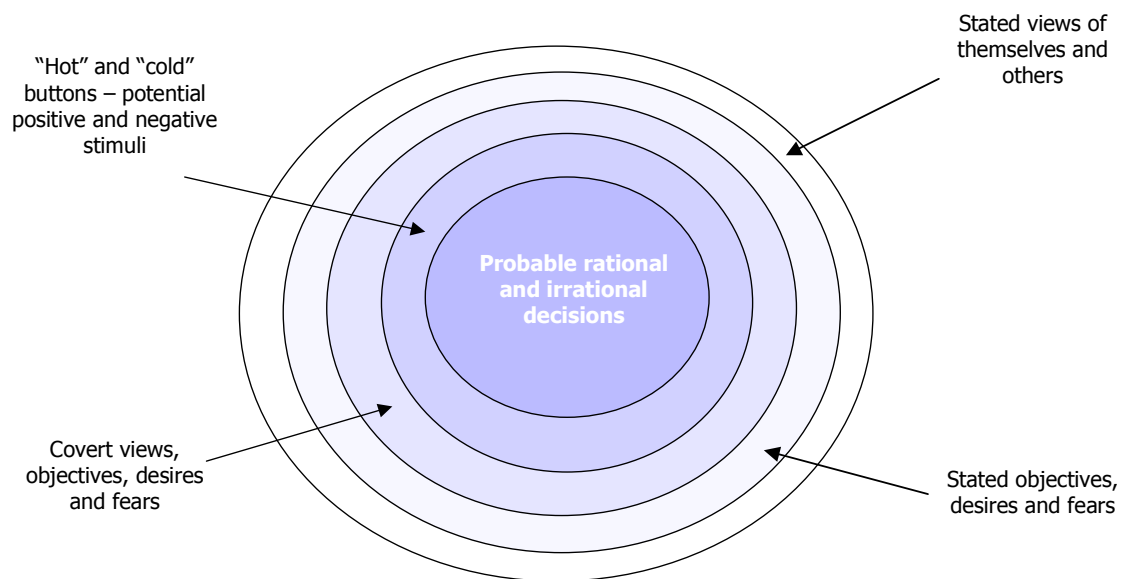 “Hot” and “cold”
buttons – potential
positive and negative
stimuli
Stated views of
themselves and
others
Probable rational
and irrational
decisions
Covert views,
objectives, desires
and fears
Stated objectives,
desires and fears